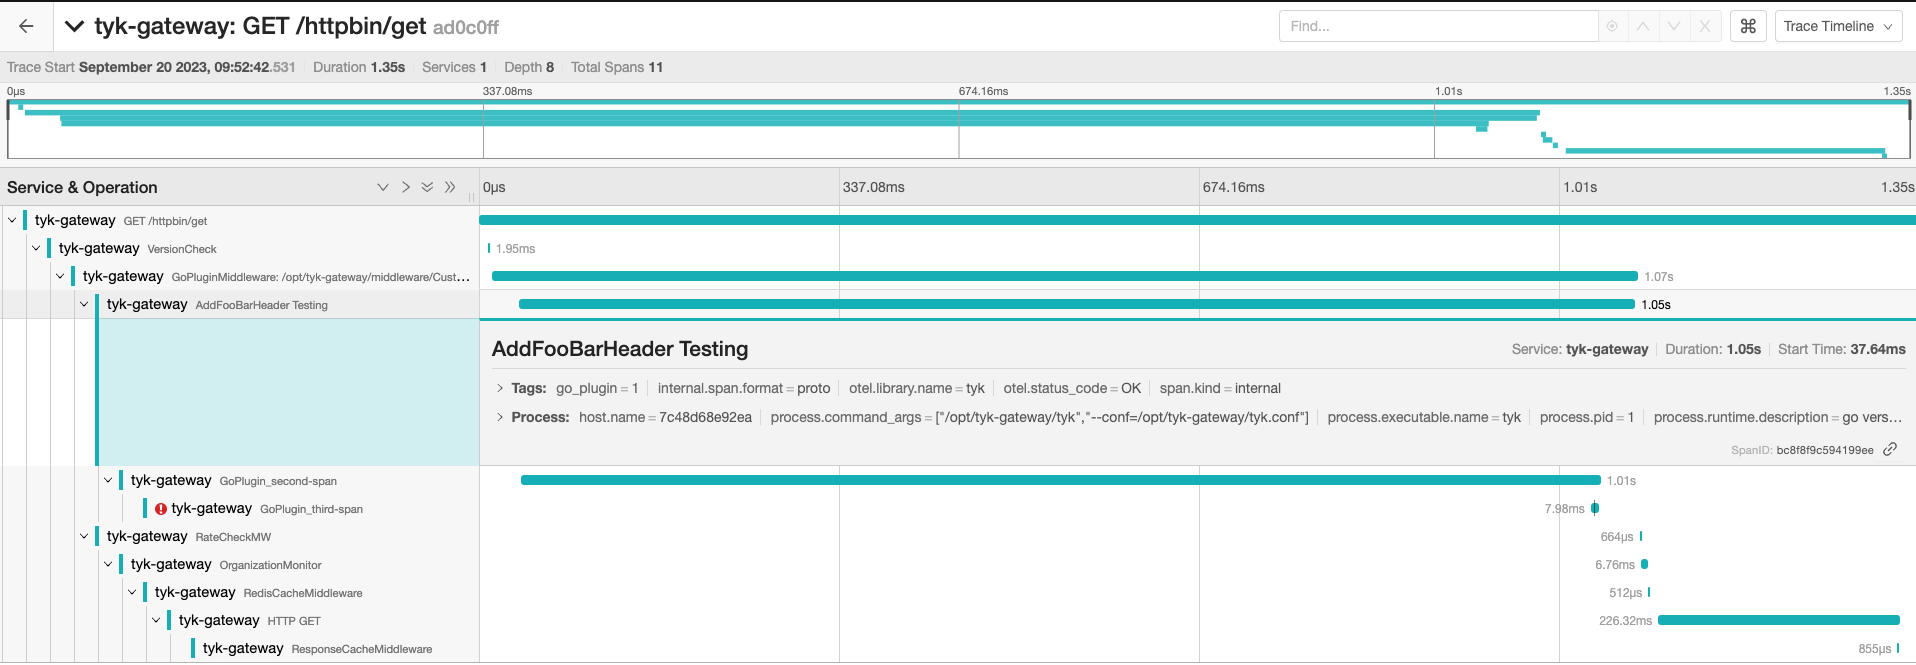 tyk-gateway: GET /httpbin/get ad0c0ff
Find...
Trace Timeline
Trace Start September 20 2023, 09:52:42.531 Duration 1.35s Services 1 Depth 8 Total Spans 11
0μs 337.08ms 674.16ms 1.01s 1.35s
Service & Operation 0μs 337.08ms 674.16ms 1.01s 1.35s
tyk-gateway GET /httpbin/get
tyk-gateway VersionCheck 1.95ms
tyk-gateway GoPluginMiddleware: /opt/tyk-gateway/middleware/Cust... 1.07s
tyk-gateway AddFooBarHeader Testing 1.05s
AddFooBarHeader Testing Service: tyk-gateway Duration: 1.05s Start Time: 37.64ms
Tags: go_plugin = 1 internal.span.format = proto otel.library.name = tyk otel.status_code = OK span.kind = internal
Process: host.name = 7c48d68e92ea process.command_args = ["/opt/tyk-gateway/tyk","--conf=/opt/tyk-gateway/tyk.conf"] process.executable.name = tyk process.pid = 1 process.runtime.description = go vers...
SpanID: bc8f8f9c594199ee
tyk-gateway GoPlugin_second-span 1.01s
tyk-gateway GoPlugin_third-span 7.98ms
tyk-gateway RateCheckMW 664μs
tyk-gateway OrganizationMonitor 6.76ms
tyk-gateway RedisCacheMiddleware 512μs
tyk-gateway HTTP GET 226.32ms
tyk-gateway ResponseCacheMiddleware 855μs